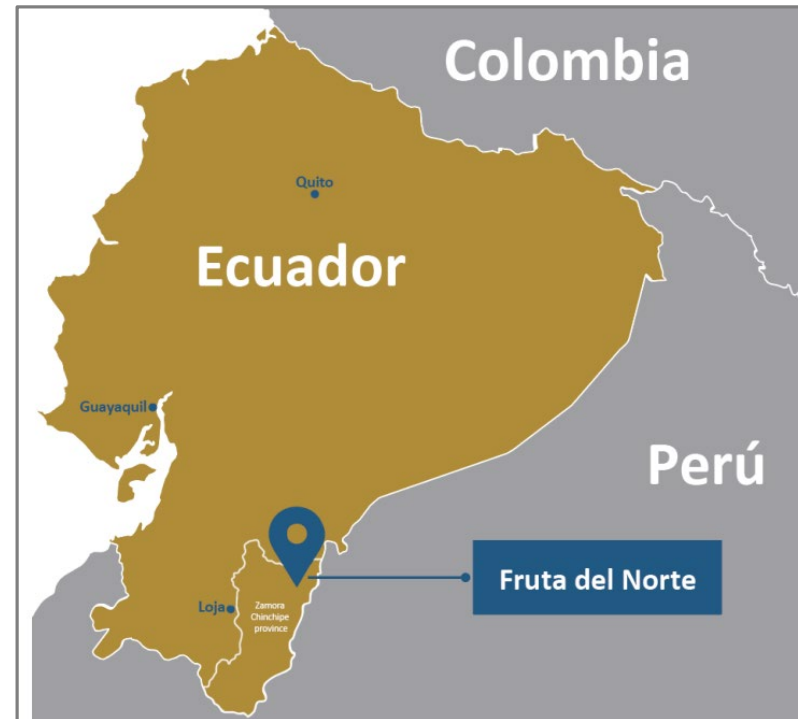 Colombia
Quito
Ecuador
Guayaquil
Perú
Fruta del Norte
Loja
Zamora
Chinchipe
province